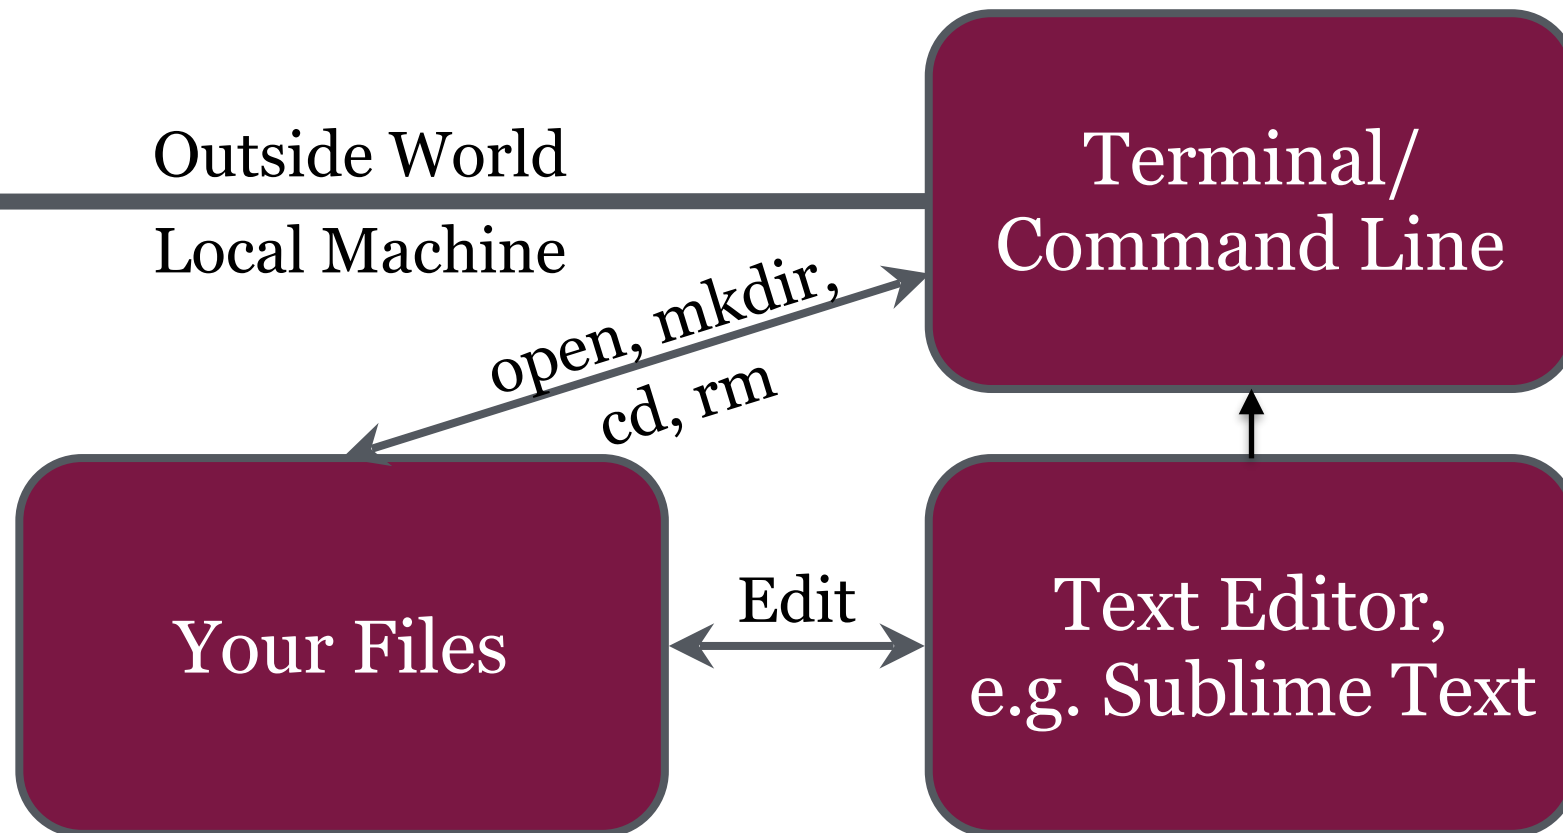 Outside World
Terminal/
Command Line
Local Machine
open, mkdir,
cd, rm
Your Files
Edit
Text Editor,
e.g. Sublime Text